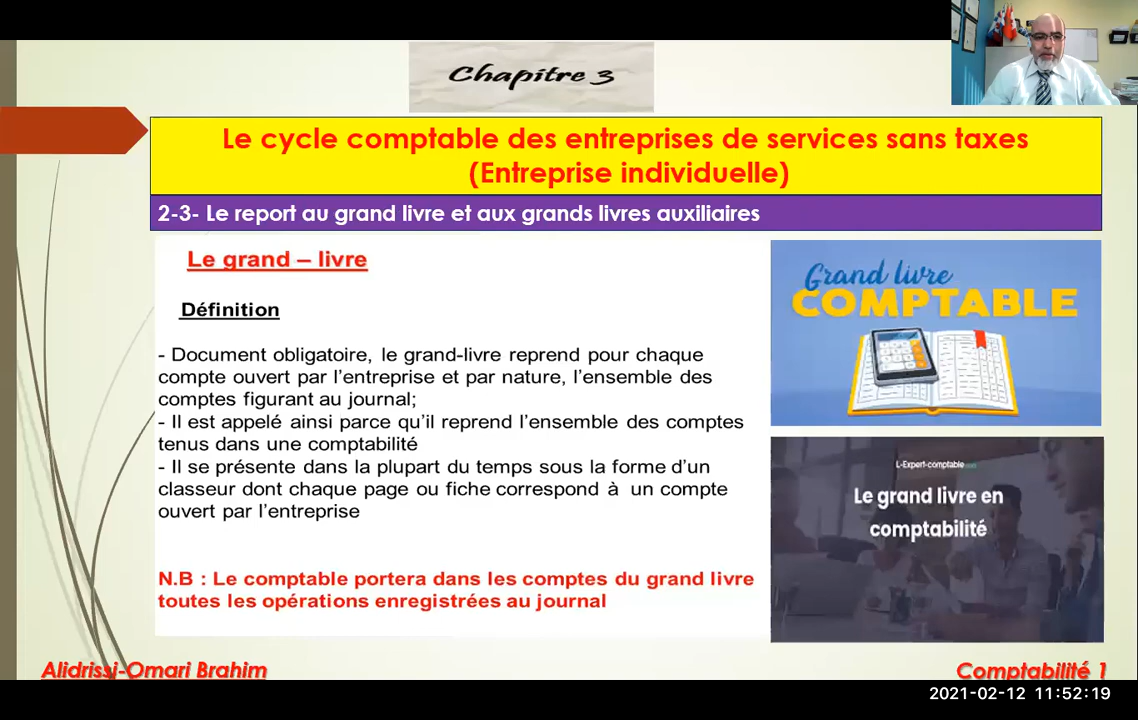 Chapitre 3
Le cycle comptable des entreprises de services sans taxes
(Entreprise individuelle)
2-3- Le report au grand livre et aux grands livres auxiliaires
Le grand – livre
Définition
- Document obligatoire, le grand-livre reprend pour chaque
compte ouvert par l'entreprise et par nature, l'ensemble des
comptes figurant au journal;
- Il est appelé ainsi parce qu'il reprend l'ensemble des comptes
tenus dans une comptabilité
- Il se présente dans la plupart du temps sous la forme d'un
classeur dont chaque page ou fiche correspond à un compte
ouvert par l'entreprise
N.B : Le comptable portera dans les comptes du grand livre
toutes les opérations enregistrées au journal
Grand livre
COMPTABLE
L-Expert-comptable.com
Le grand livre en
comptabilité
Alidrissi-Omari Brahim
Comptabilité 1
2021-02-12 11:52:19